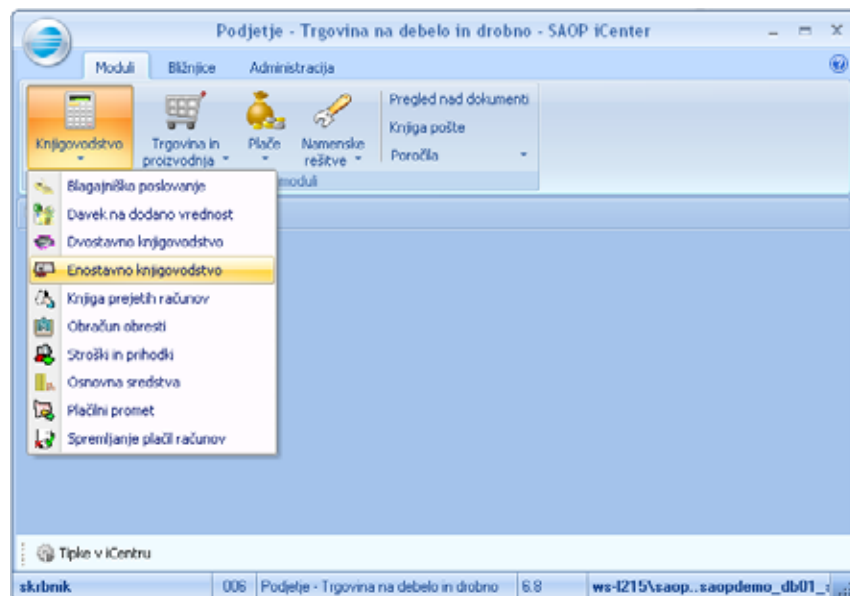 Podjetje - Trgovina na debelo in drobno - SAOP iCenter
Moduli Bližnjice Administracija
Knjigovodstvo
Trgovina in proizvodnja
Plače
Namenske rešitve
Pregled nad dokumenti
Knjiga pošte
Poročila
moduli
Blagajniško poslovanje
Davek na dodano vrednost
Dvostavno knjigovodstvo
Enostavno knjigovodstvo
Knjiga prejetih računov
Obračun obresti
Stroški in prihodki
Osnovna sredstva
Plačilni promet
Spremljanje plačil računov
Tipke v iCentru
skrbnik 006 Podjetje - Trgovina na debelo in drobno 6.8 ws-l215\saop..saopdemo_db01_